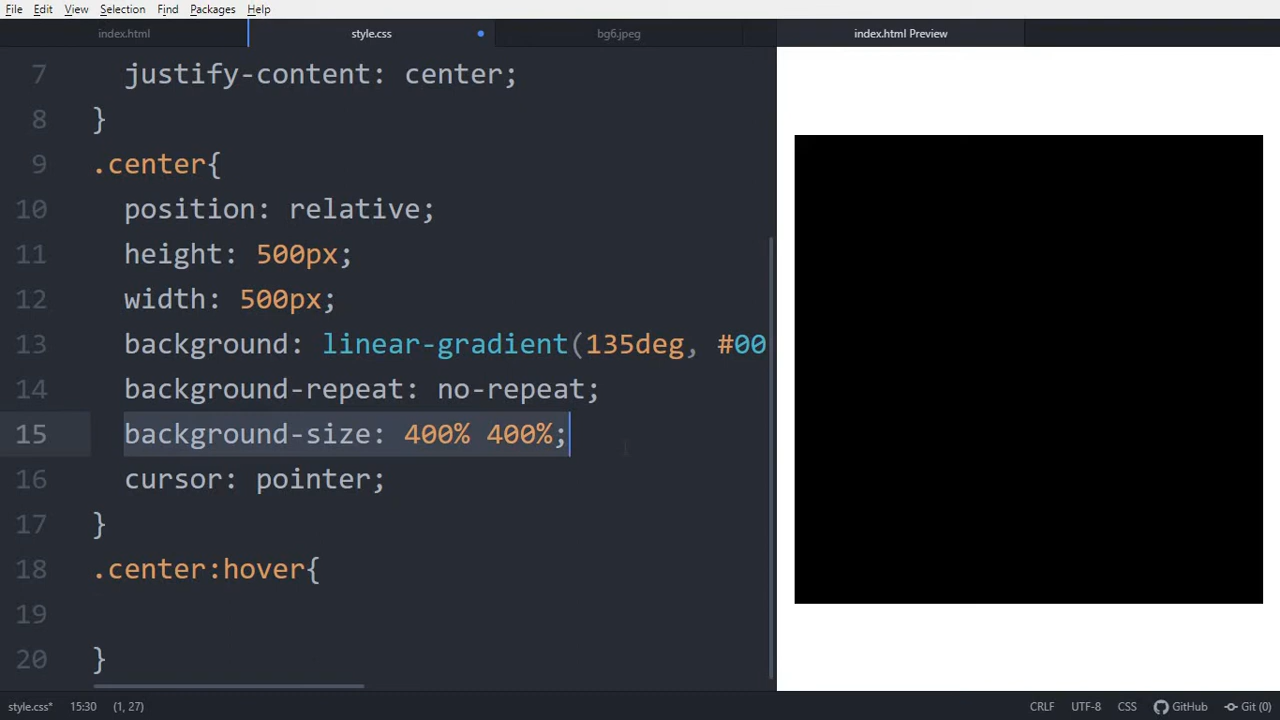 File Edit View Selection Find Packages Help
index.html style.css bg6.jpeg index.html Preview
7 justify-content: center;
8 }
9 .center{
10 position: relative;
11 height: 500px;
12 width: 500px;
13 background: linear-gradient(135deg, #00
14 background-repeat: no-repeat;
15 background-size: 400% 400%;
16 cursor: pointer;
17 }
18 .center:hover{
19
20 }
style.css* 15:30 (1, 27) CRLF UTF-8 CSS GitHub Git (0)